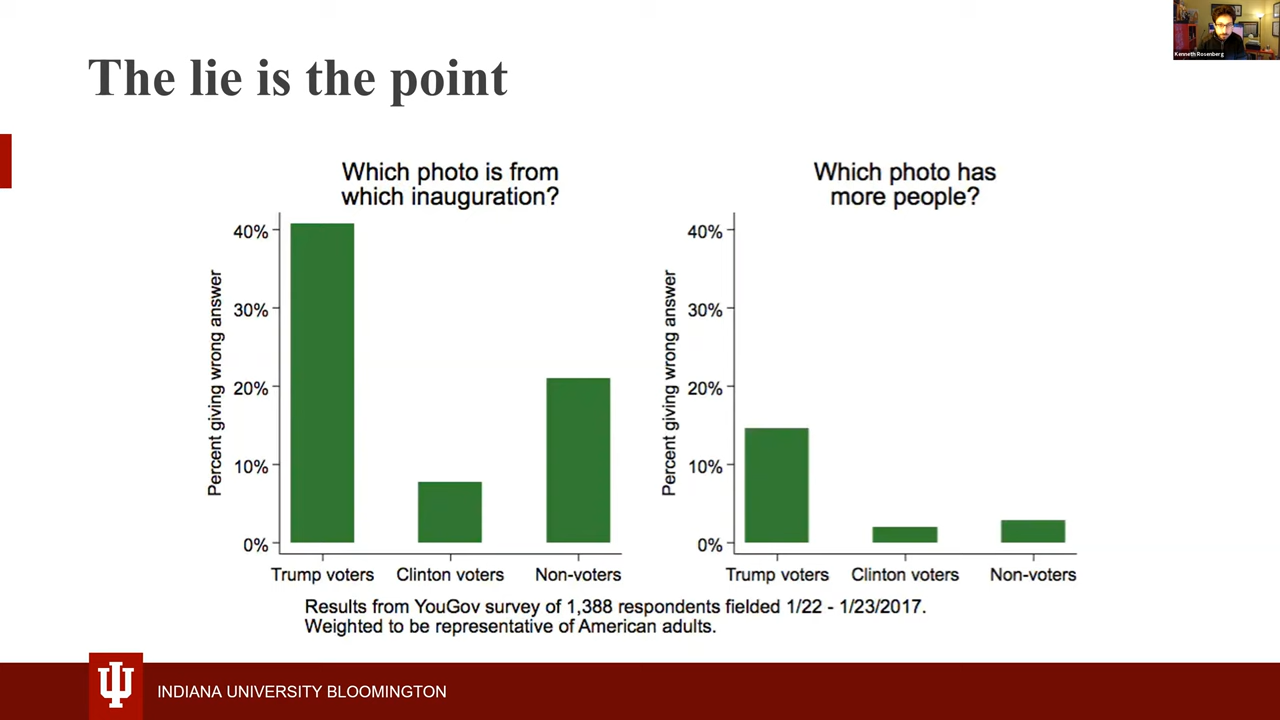 Kenneth Rosenberg
The lie is the point
Which photo is from
which inauguration?
Percent giving wrong answer
40%
30%
20%
10%
0%
Trump voters Clinton voters Non-voters
Which photo has
more people?
Percent giving wrong answer
40%
30%
20%
10%
0%
Trump voters Clinton voters Non-voters
Results from YouGov survey of 1,388 respondents fielded 1/22 - 1/23/2017.
Weighted to be representative of American adults.
INDIANA UNIVERSITY BLOOMINGTON